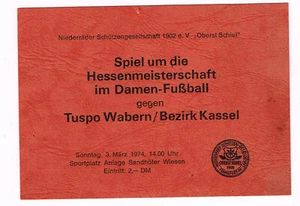 Niederräder Schützengesellschaft 1902 e. V. „Oberst Schiel"
Spiel um die
Hessenmeisterschaft
im Damen-Fußball
gegen
Tuspo Wabern/Bezirk Kassel
Sonntag, 3. März 1974, 14.00 Uhr
Sportplatz Anlage Sandhöfer Wiesen
Eintritt 2,– DM